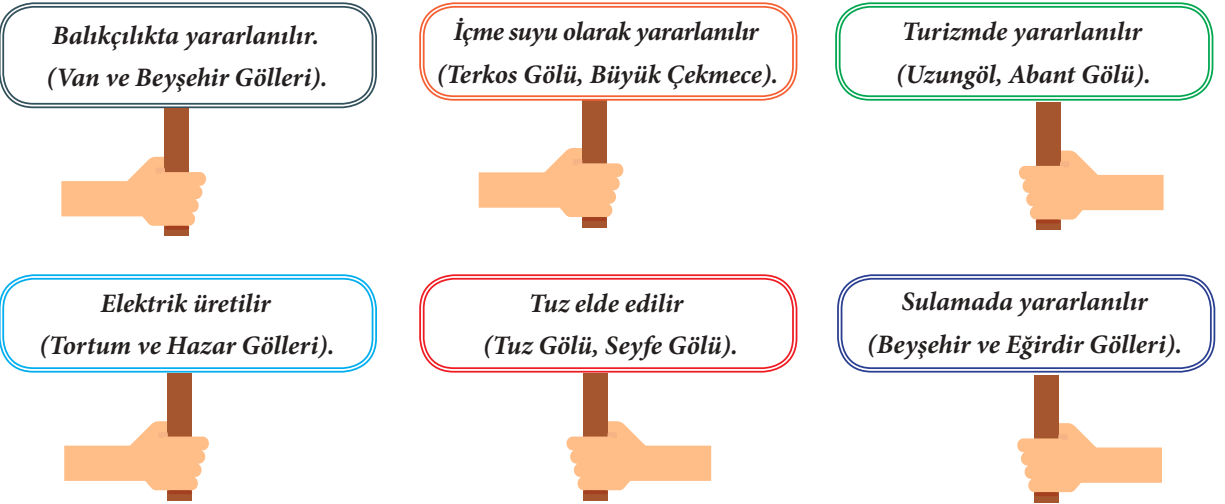 Balıkçılıkta yararlanılır.
(Van ve Beyşehir Gölleri).
İçme suyu olarak yararlanılır
(Terkos Gölü, Büyük Çekmece).
Turizmde yararlanılır
(Uzungöl, Abant Gölü).
Elektrik üretilir
(Tortum ve Hazar Gölleri).
Tuz elde edilir
(Tuz Gölü, Seyfe Gölü).
Sulamada yararlanılır
(Beyşehir ve Eğirdir Gölleri).